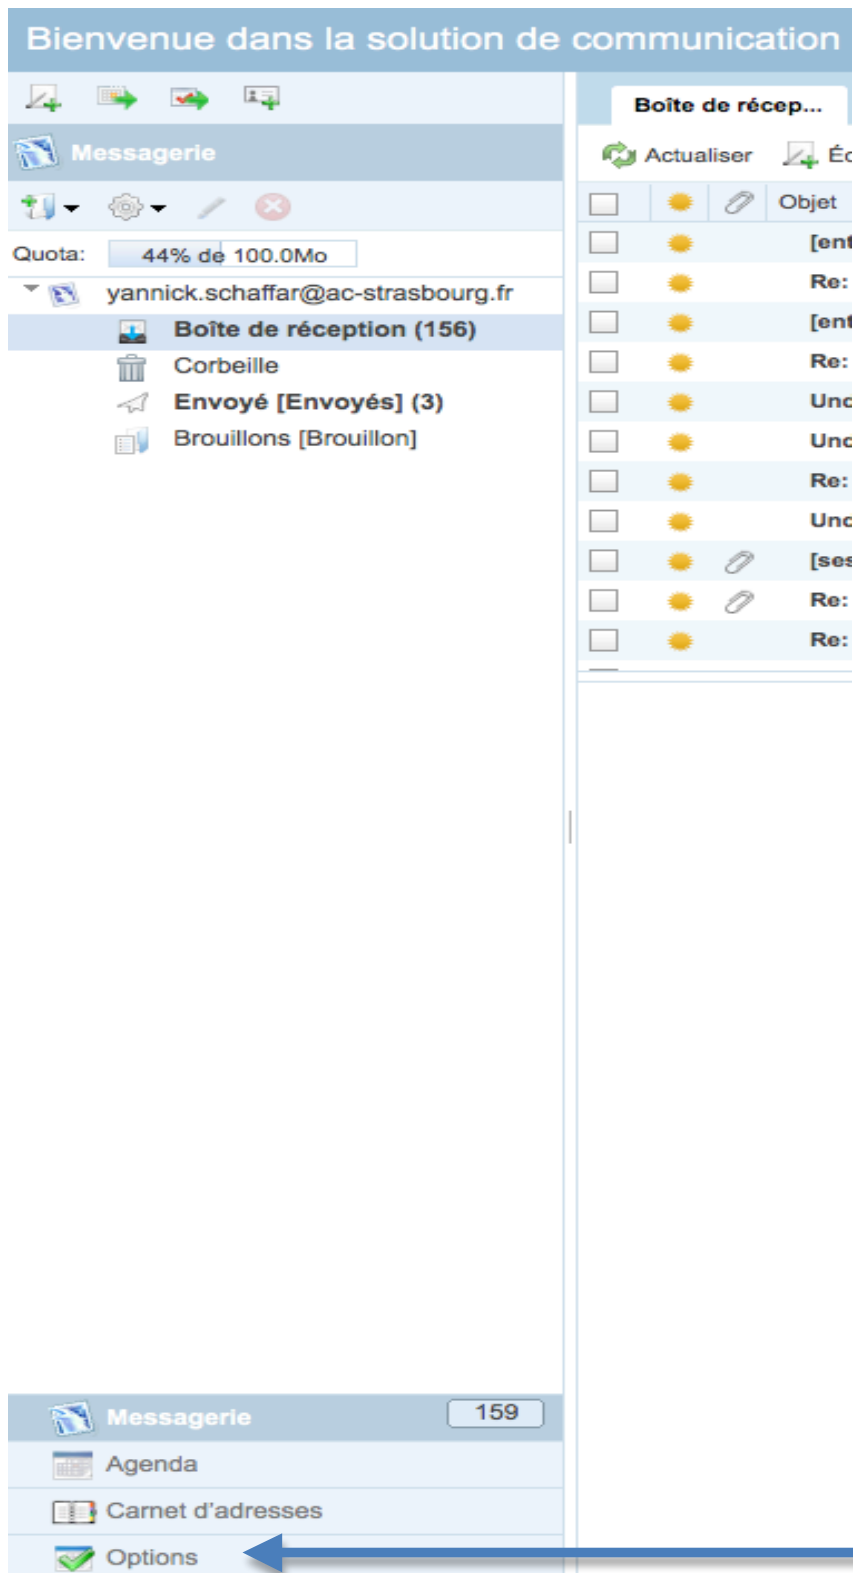 Bienvenue dans la solution de communication
Messagerie
Quota: 44% de 100.0Mo
yannick.schaffar@ac-strasbourg.fr
Boîte de réception (156)
Corbeille
Envoyé [Envoyés] (3)
Brouillons [Brouillon]
Boîte de récep...
Actualiser
Objet
Re:
Re:
Re:
Re:
Re:
Messagerie 159
Agenda
Carnet d'adresses
Options